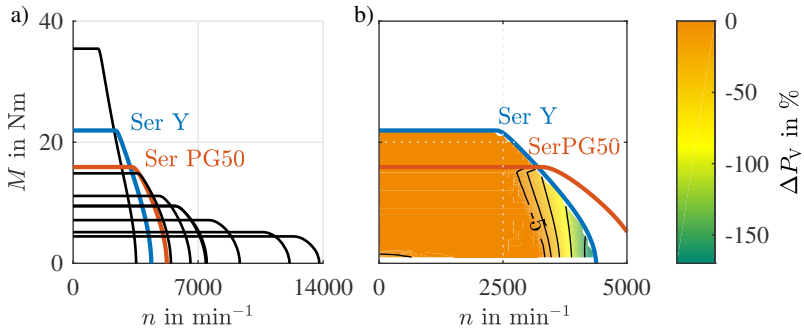 a)
b)
40
20
0
M in Nm
Ser Y
Ser PG50
0
7000
14000
n in min⁻¹
Ser Y
SerPG50
-5
0
2500
5000
n in min⁻¹
0
-50
-100
-150
ΔP_V in %